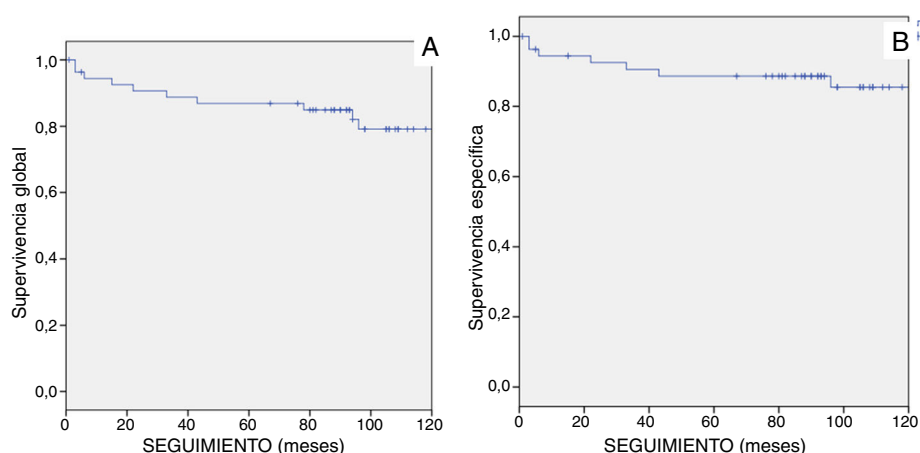 A
Supervivencia global
1,0
0,8
0,6
0,4
0,2
0,0
0 20 40 60 80 100 120
SEGUIMIENTO (meses)
B
Supervivencia específica
1,0
0,8
0,6
0,4
0,2
0,0
0 20 40 60 80 100 120
SEGUIMIENTO (meses)